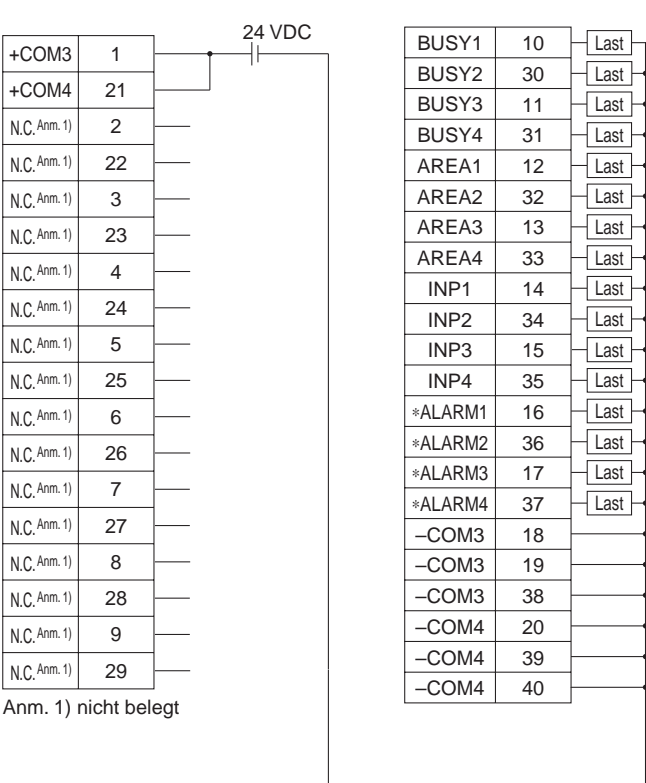 24 VDC
+COM3 1
+COM4 21
N.C. Anm. 1) 2
N.C. Anm. 1) 22
N.C. Anm. 1) 3
N.C. Anm. 1) 23
N.C. Anm. 1) 4
N.C. Anm. 1) 24
N.C. Anm. 1) 5
N.C. Anm. 1) 25
N.C. Anm. 1) 6
N.C. Anm. 1) 26
N.C. Anm. 1) 7
N.C. Anm. 1) 27
N.C. Anm. 1) 8
N.C. Anm. 1) 28
N.C. Anm. 1) 9
N.C. Anm. 1) 29
Anm. 1) nicht belegt
BUSY1 10 Last
BUSY2 30 Last
BUSY3 11 Last
BUSY4 31 Last
AREA1 12 Last
AREA2 32 Last
AREA3 13 Last
AREA4 33 Last
INP1 14 Last
INP2 34 Last
INP3 15 Last
INP4 35 Last
*ALARM1 16 Last
*ALARM2 36 Last
*ALARM3 17 Last
*ALARM4 37 Last
–COM3 18
–COM3 19
–COM3 38
–COM4 20
–COM4 39
–COM4 40